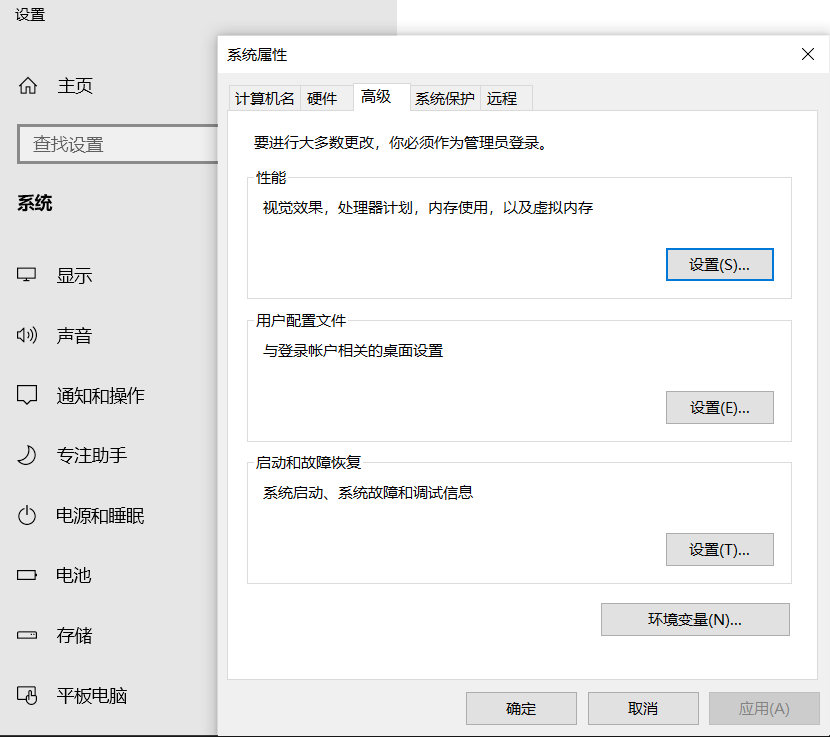 设置
主页
查找设置
系统
显示
声音
通知和操作
专注助手
电源和睡眠
电池
存储
平板电脑
系统属性
计算机名 硬件 高级 系统保护 远程
要进行大多数更改，你必须作为管理员登录。
性能
视觉效果，处理器计划，内存使用，以及虚拟内存
设置(S)...
用户配置文件
与登录帐户相关的桌面设置
设置(E)...
启动和故障恢复
系统启动、系统故障和调试信息
设置(T)...
环境变量(N)...
确定 取消 应用(A)